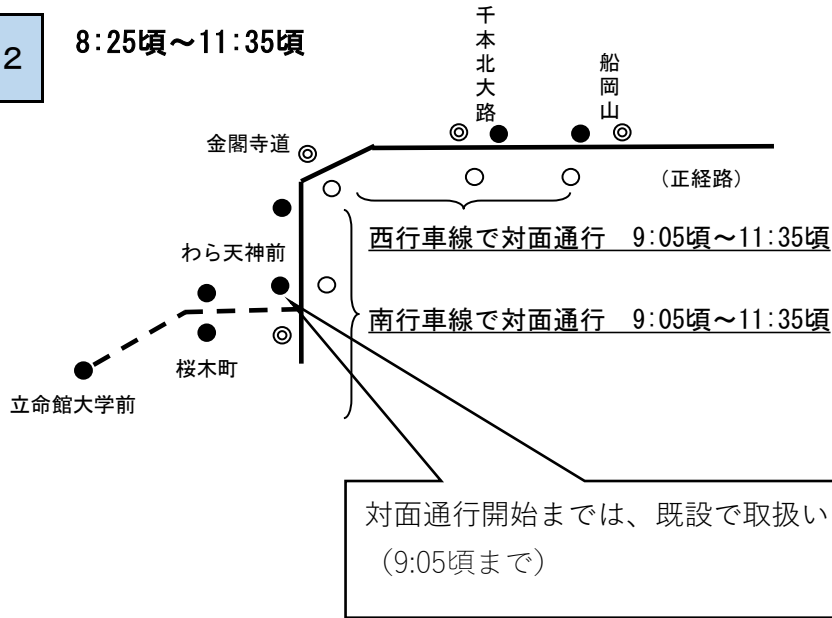 2
8:25頃～11:35頃
千本北大路
船岡山
金閣寺道
（正経路）
西行車線で対面通行　9:05頃～11:35頃
わら天神前
南行車線で対面通行　9:05頃～11:35頃
桜木町
立命館大学前
対面通行開始までは、既設で取扱い
（9:05頃まで）